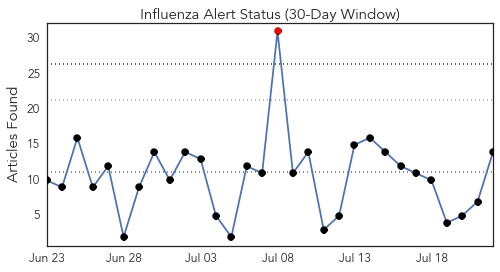 Influenza Alert Status (30-Day Window)
Articles Found
30
25
20
15
10
5
Jun 23
Jun 28
Jul 03
Jul 08
Jul 13
Jul 18